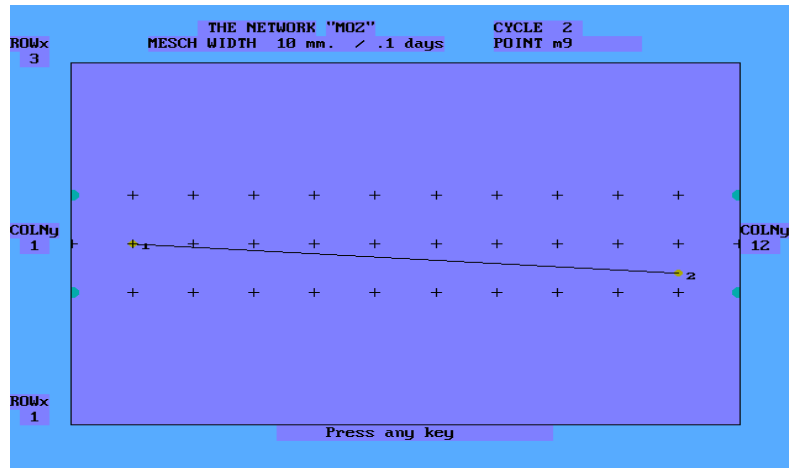 THE NETWORK "MOZ" CYCLE 2
ROWx MESCH WIDTH 10 mm. / .1 days POINT m9
3
COLNy COLNy
1 1 12
2
ROWx
1
Press any key